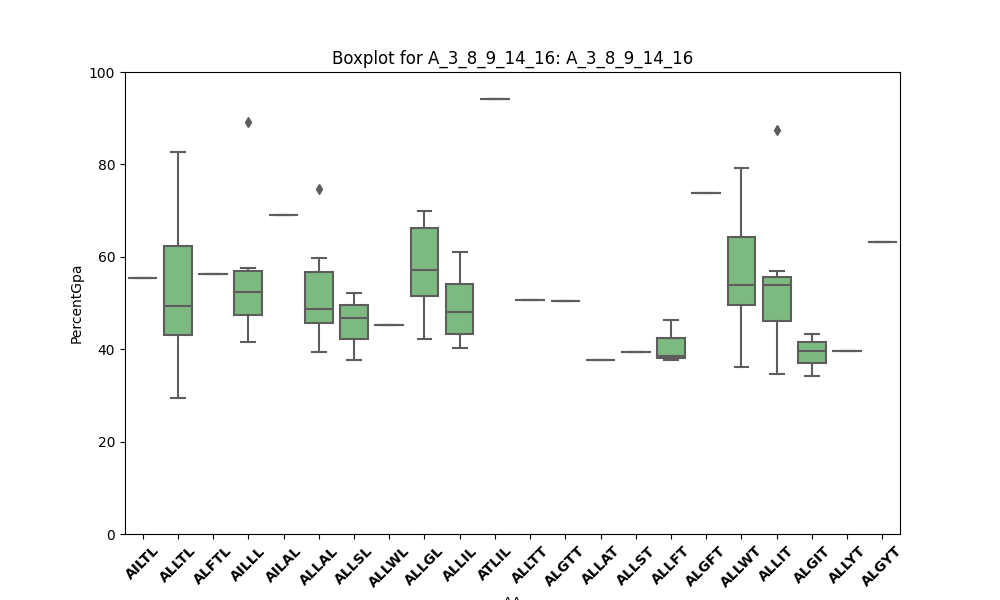 Boxplot for A_3_8_9_14_16: A_3_8_9_14_16
100
80
60
40
20
0
PercentGpa
AILTL ALLTL ALFTL AILLL AILAL ALLAL ALLSL ALLWL ALLGL ALLIL ATLIL ALLTT ALGTT ALLAT ALLST ALLFT ALGFT ALLWT ALLIT ALGIT ALLYT ALGYT
AA